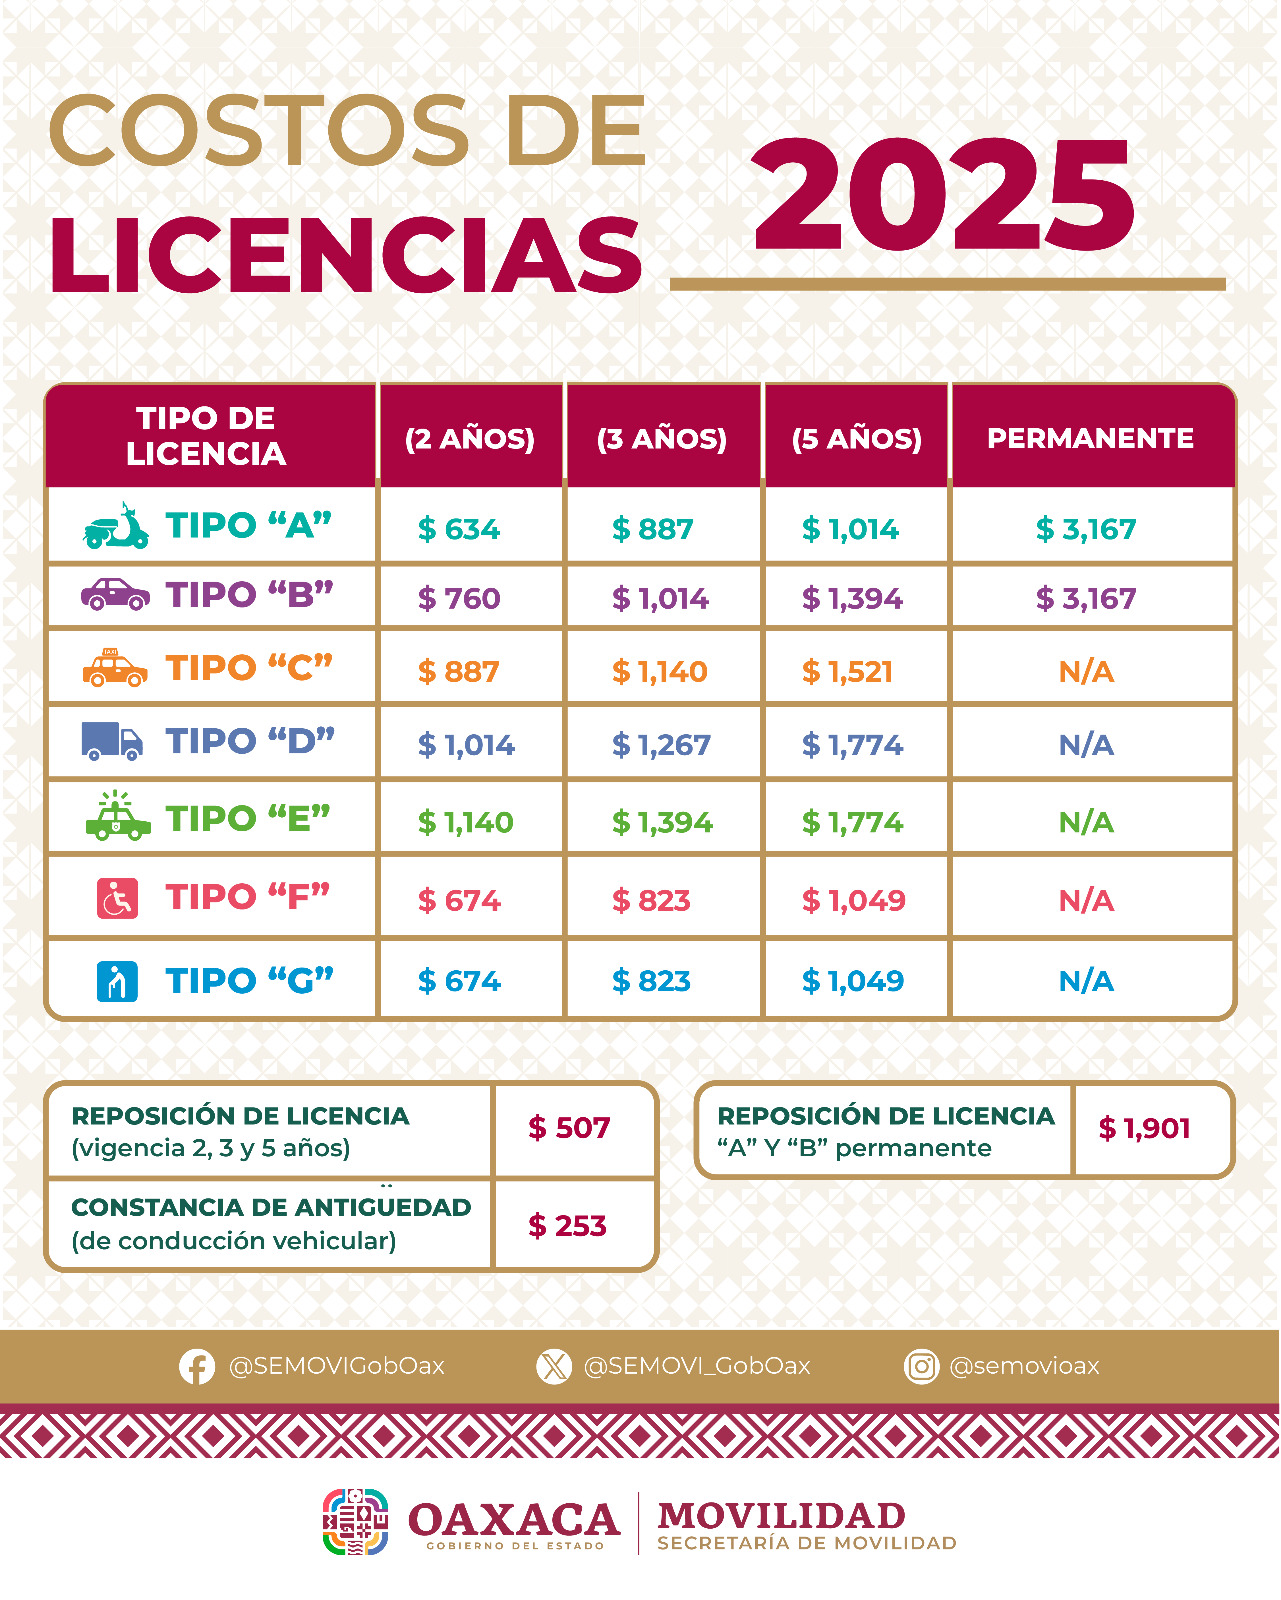 COSTOS DE
LICENCIAS
2025
TIPO DE
LICENCIA
(2 AÑOS)
(3 AÑOS)
(5 AÑOS)
PERMANENTE
TIPO “A” $ 634 $ 887 $ 1,014 $ 3,167
TIPO “B” $ 760 $ 1,014 $ 1,394 $ 3,167
TAXI
TIPO “C” $ 887 $ 1,140 $ 1,521 N/A
TIPO “D” $ 1,014 $ 1,267 $ 1,774 N/A
TIPO “E” $ 1,140 $ 1,394 $ 1,774 N/A
TIPO “F” $ 674 $ 823 $ 1,049 N/A
TIPO “G” $ 674 $ 823 $ 1,049 N/A
REPOSICIÓN DE LICENCIA
(vigencia 2, 3 y 5 años)
$ 507
CONSTANCIA DE ANTIGÜEDAD
(de conducción vehicular)
$ 253
REPOSICIÓN DE LICENCIA
“A” Y “B” permanente
$ 1,901
@SEMOVIGobOax
@SEMOVI_GobOax
@semovioax
OAXACA
GOBIERNO DEL ESTADO
MOVILIDAD
SECRETARÍA DE MOVILIDAD